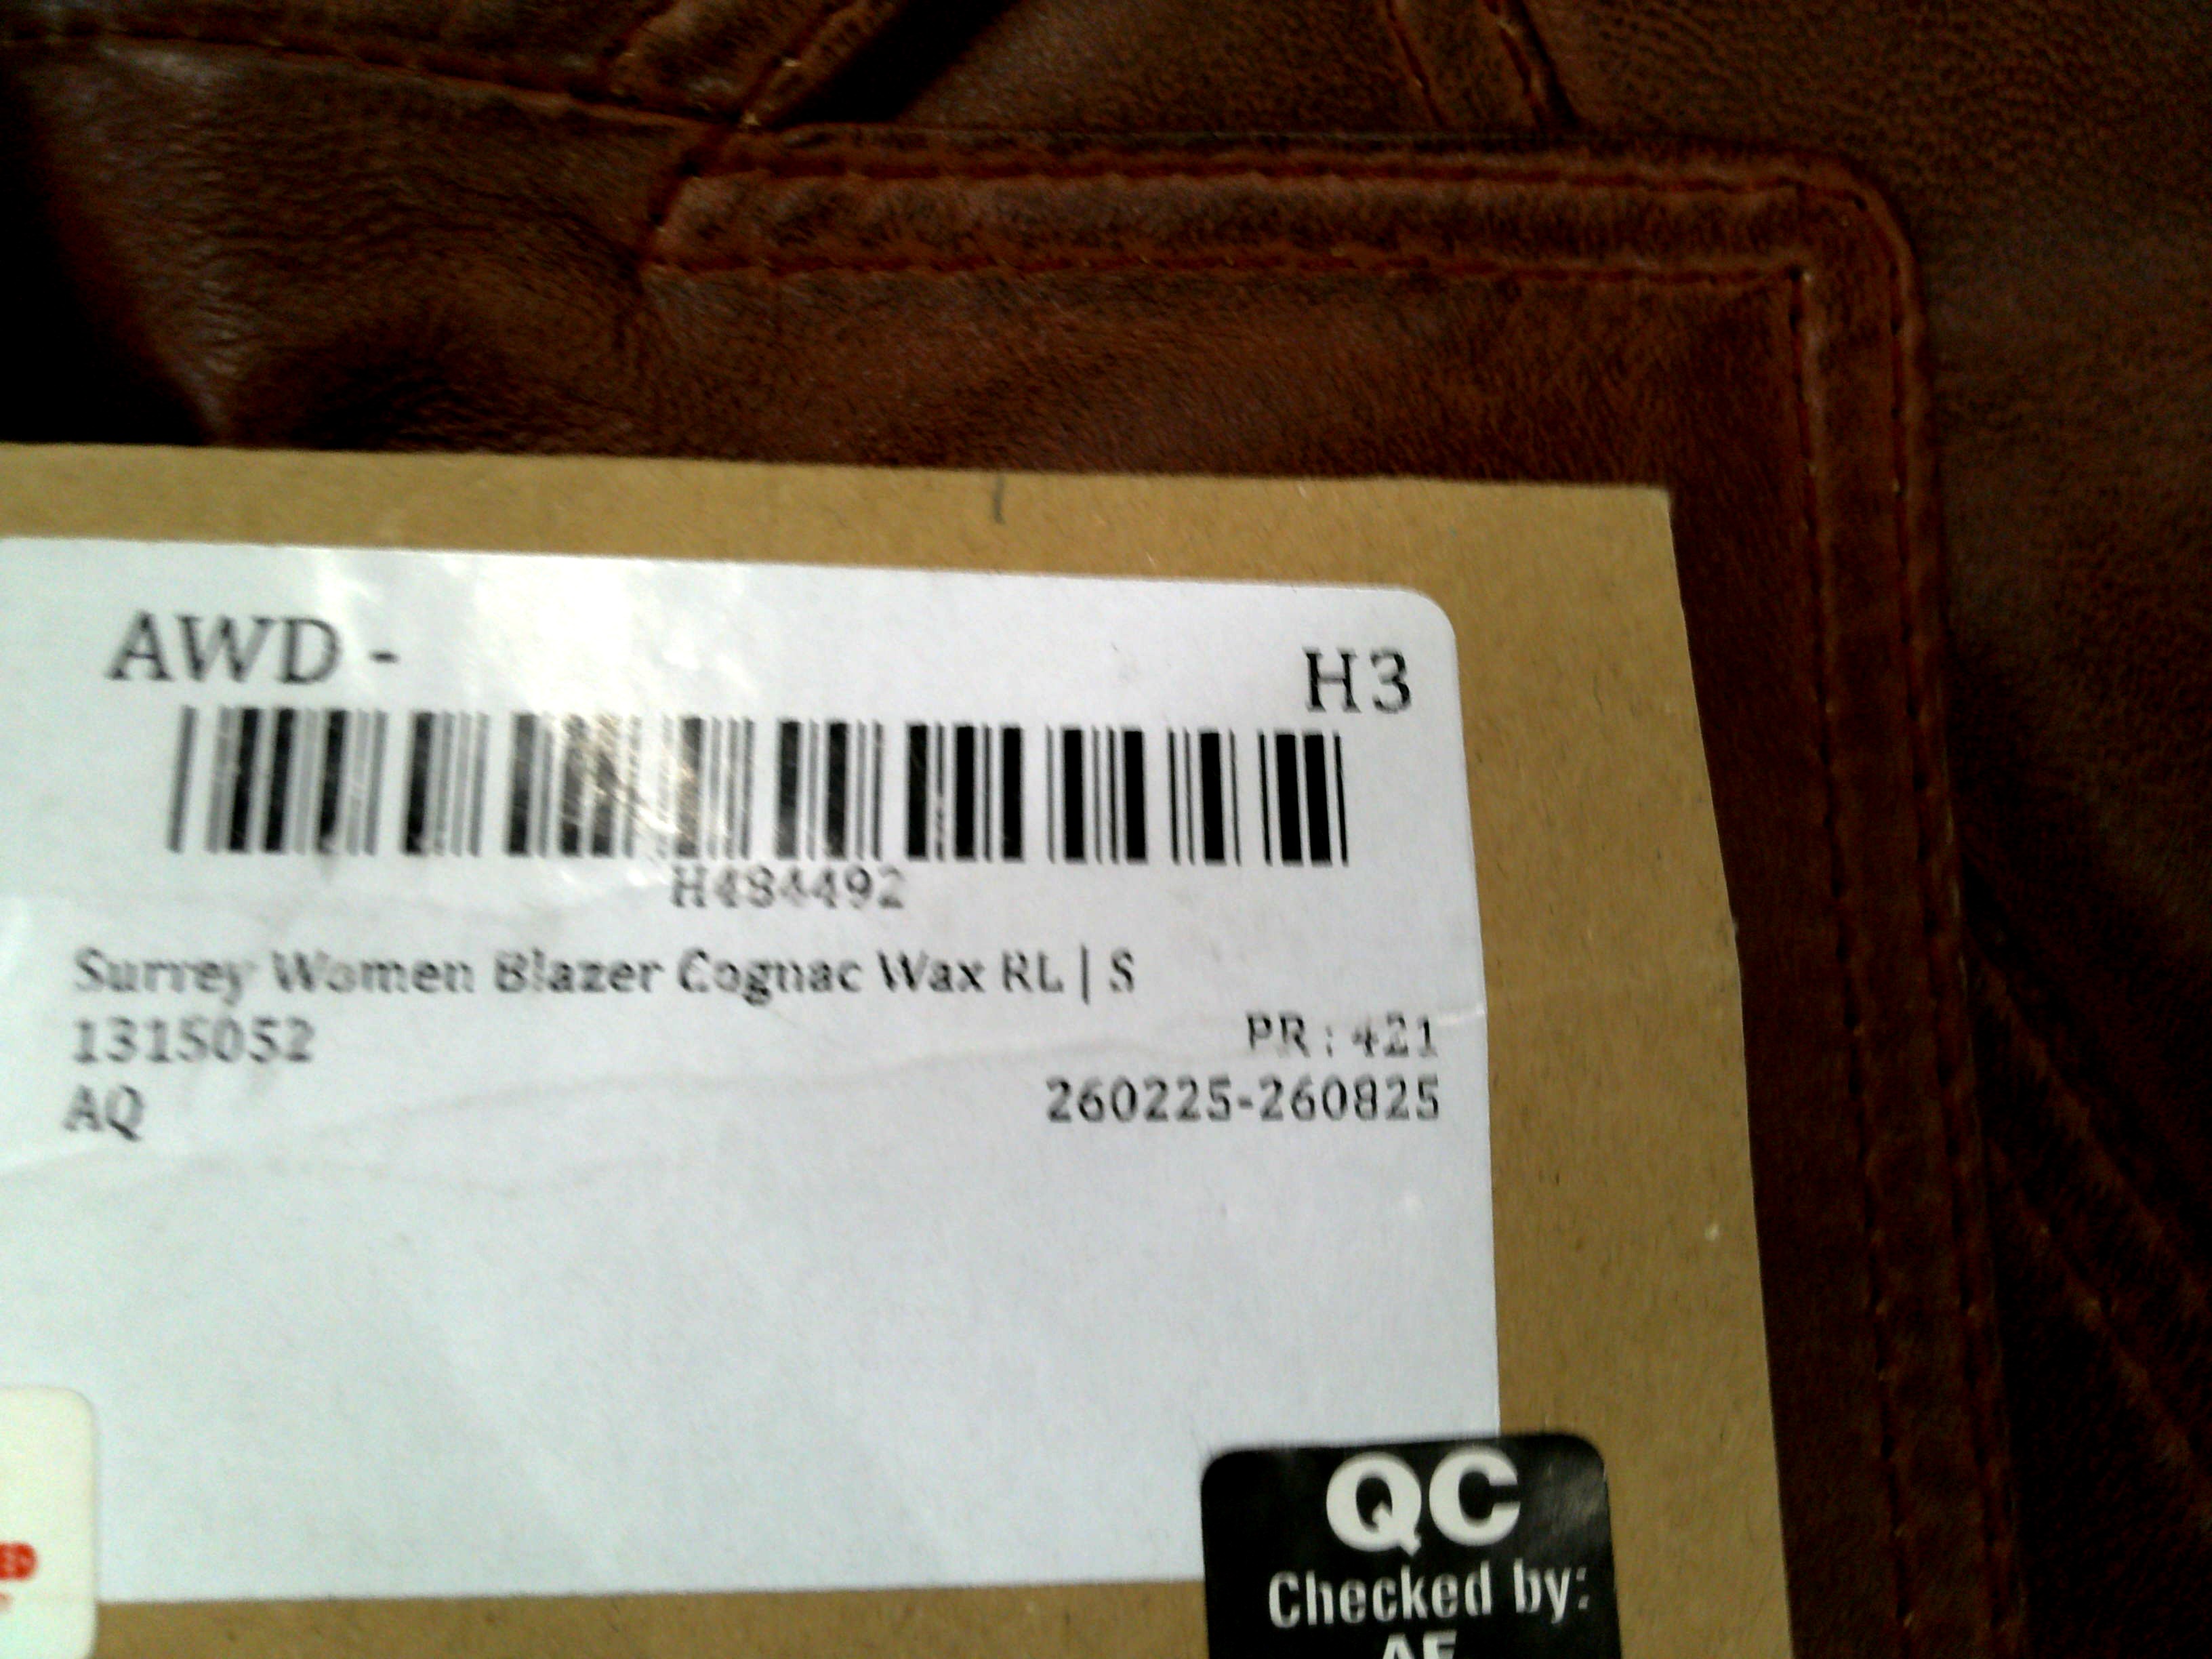 AWD -
H3
H484492
Surrey Women Blazer Cognac Wax RL | S
1315052
PR : 421
AQ
260225-260825
QC
Checked by: